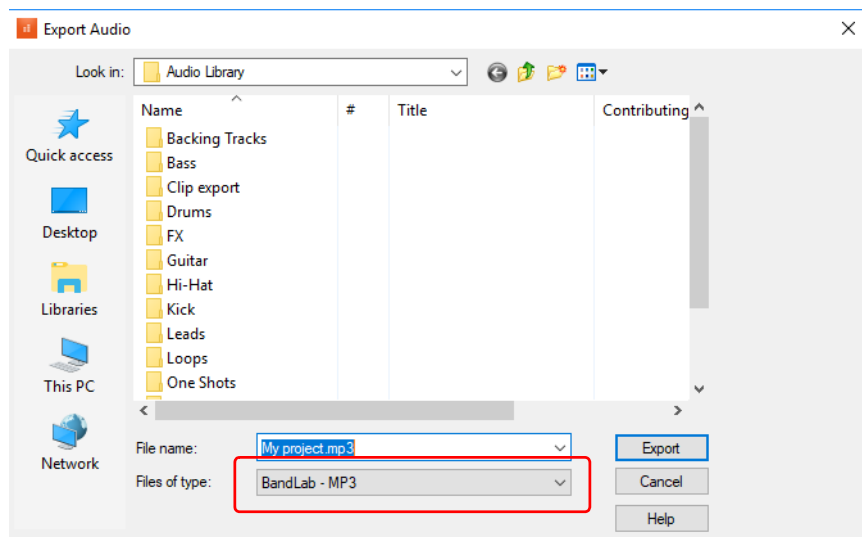 Export Audio
Look in: Audio Library
Name # Title Contributing
Quick access
Desktop
Libraries
This PC
Network
Backing Tracks
Bass
Clip export
Drums
FX
Guitar
Hi-Hat
Kick
Leads
Loops
One Shots
File name: My project.mp3 Export
Files of type: BandLab - MP3 Cancel
Help